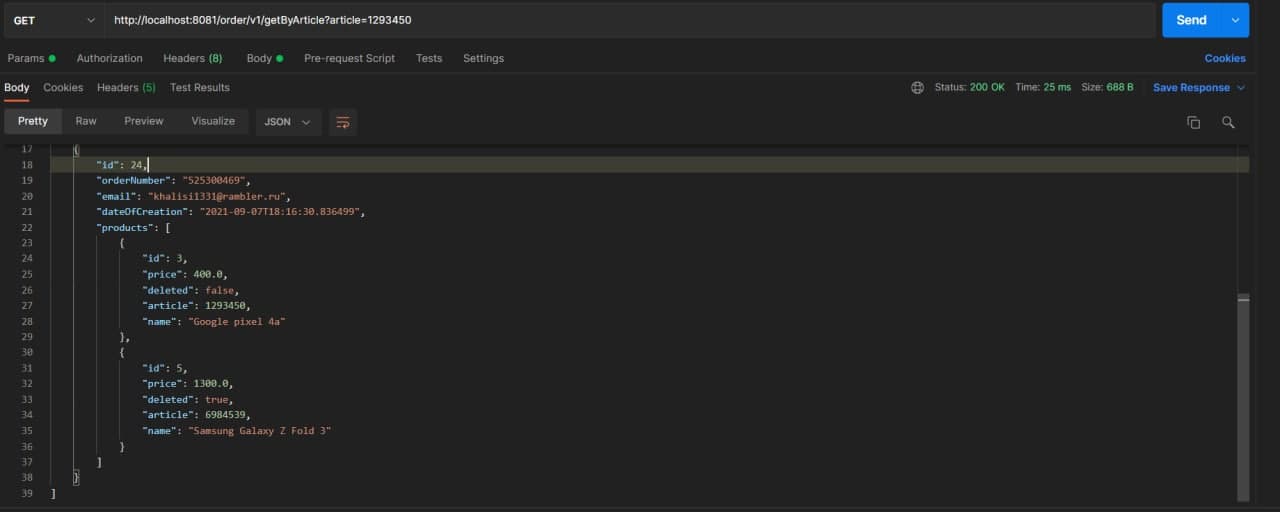 GET http://localhost:8081/order/v1/getByArticle?article=1293450 Send
Params Authorization Headers (8) Body Pre-request Script Tests Settings Cookies
Body Cookies Headers (5) Test Results Status: 200 OK Time: 25 ms Size: 688 B Save Response
Pretty Raw Preview Visualize JSON
17 {
18 "id": 24,
19 "orderNumber": "525300469",
20 "email": "khalisi1331@rambler.ru",
21 "dateOfCreation": "2021-09-07T18:16:30.836499",
22 "products": [
23 {
24 "id": 3,
25 "price": 400.0,
26 "deleted": false,
27 "article": 1293450,
28 "name": "Google pixel 4a"
29 },
30 {
31 "id": 5,
32 "price": 1300.0,
33 "deleted": true,
34 "article": 6984539,
35 "name": "Samsung Galaxy Z Fold 3"
36 }
37 ]
38 }
39 ]